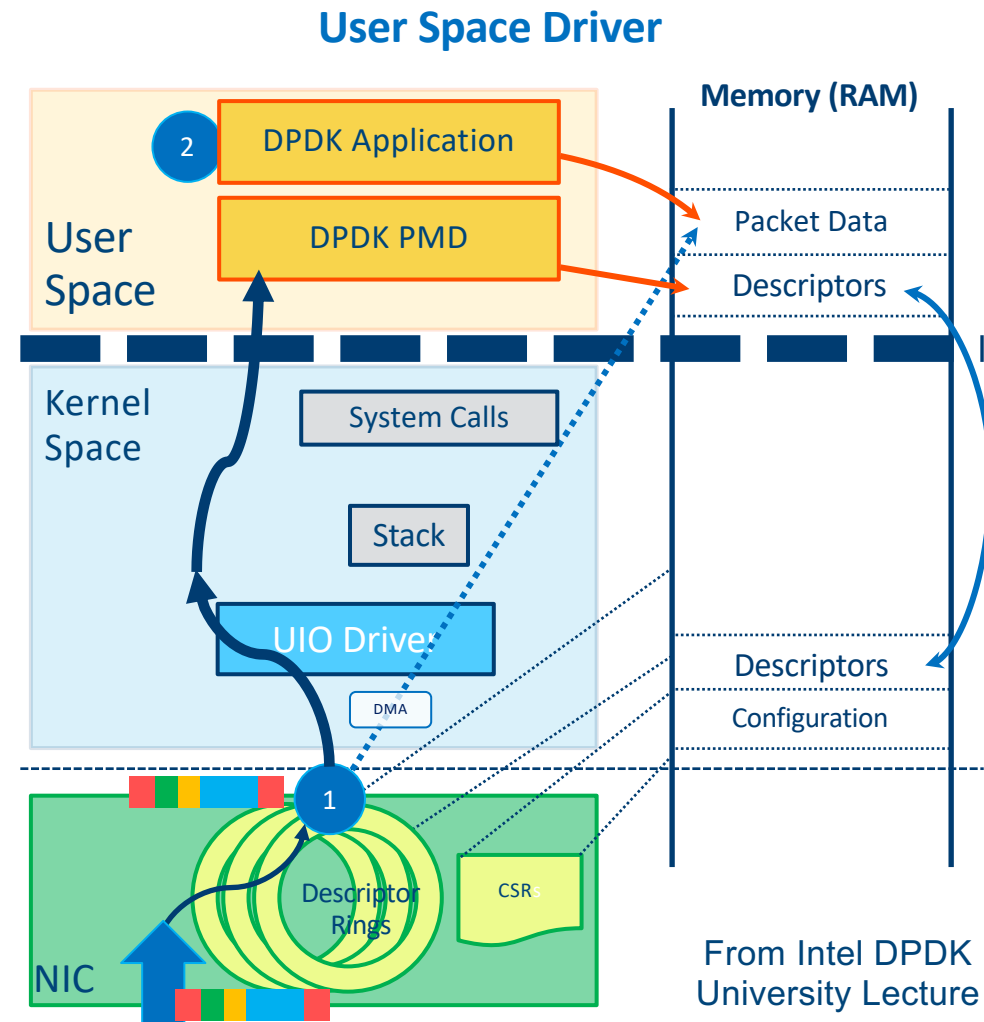 User Space Driver
Memory (RAM)
2
DPDK Application
Packet Data
User
Space
DPDK PMD
Descriptors
Kernel
Space
System Calls
Stack
UIO Driver
Descriptors
DMA
Configuration
1
Descriptor
Rings
CSRs
NIC
From Intel DPDK
University Lecture